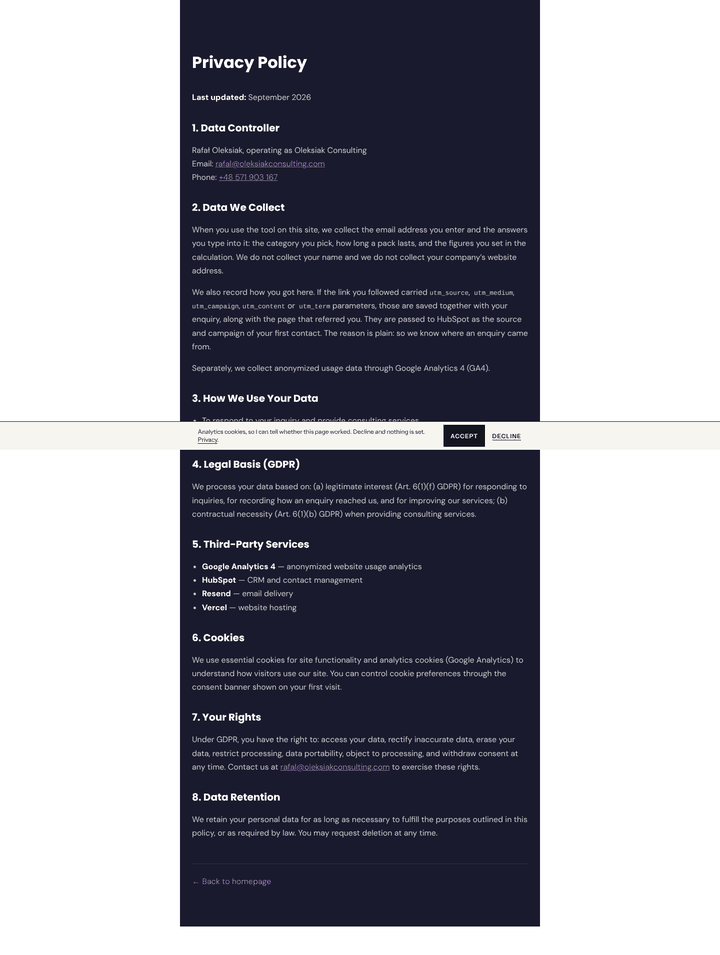 Privacy Policy
Last updated: September 2026
1. Data Controller
Rafał Oleksiak, operating as Oleksiak Consulting
Email: rafal@oleksiakconsulting.com
Phone: +48 571 903 167
2. Data We Collect
When you use the tool on this site, we collect the email address you enter and the answers
you type into it: the category you pick, how long a pack lasts, and the figures you set in the
calculation. We do not collect your name and we do not collect your company's website
address.
We also record how you got here. If the link you followed carried utm_source, utm_medium,
utm_campaign, utm_content or utm_term parameters, those are saved together with your
enquiry, along with the page that referred you. They are passed to HubSpot as the source
and campaign of your first contact. The reason is plain: so we know where an enquiry came
from.
Separately, we collect anonymized usage data through Google Analytics 4 (GA4).
3. How We Use Your Data
• To respond to your inquiry and provide consulting services
Analytics cookies, so I can tell whether this page worked. Decline and nothing is set.
Privacy.
ACCEPT DECLINE
4. Legal Basis (GDPR)
We process your data based on: (a) legitimate interest (Art. 6(1)(f) GDPR) for responding to
inquiries, for recording how an enquiry reached us, and for improving our services; (b)
contractual necessity (Art. 6(1)(b) GDPR) when providing consulting services.
5. Third-Party Services
• Google Analytics 4 — anonymized website usage analytics
• HubSpot — CRM and contact management
• Resend — email delivery
• Vercel — website hosting
6. Cookies
We use essential cookies for site functionality and analytics cookies (Google Analytics) to
understand how visitors use our site. You can control cookie preferences through the
consent banner shown on your first visit.
7. Your Rights
Under GDPR, you have the right to: access your data, rectify inaccurate data, erase your
data, restrict processing, data portability, object to processing, and withdraw consent at
any time. Contact us at rafal@oleksiakconsulting.com to exercise these rights.
8. Data Retention
We retain your personal data for as long as necessary to fulfill the purposes outlined in this
policy, or as required by law. You may request deletion at any time.
← Back to homepage